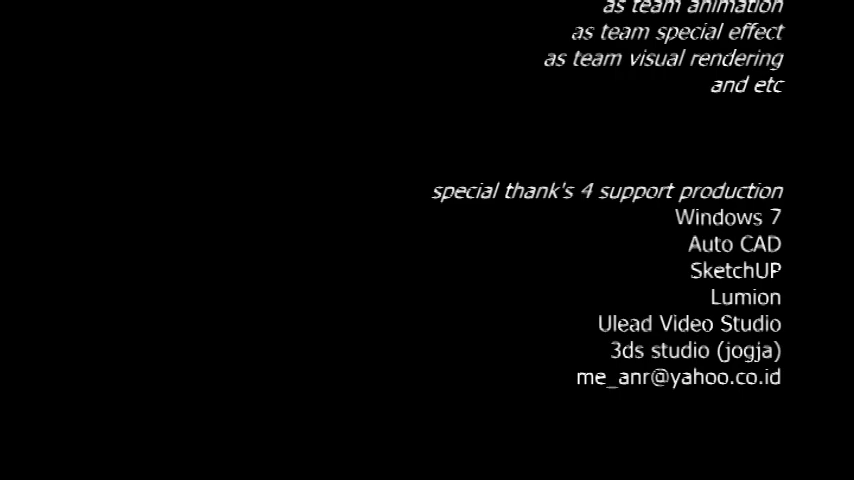 as team animation
as team special effect
as team visual rendering
and etc
special thank's 4 support production
Windows 7
Auto CAD
SketchUP
Lumion
Ulead Video Studio
3ds studio (jogja)
me_anr@yahoo.co.id